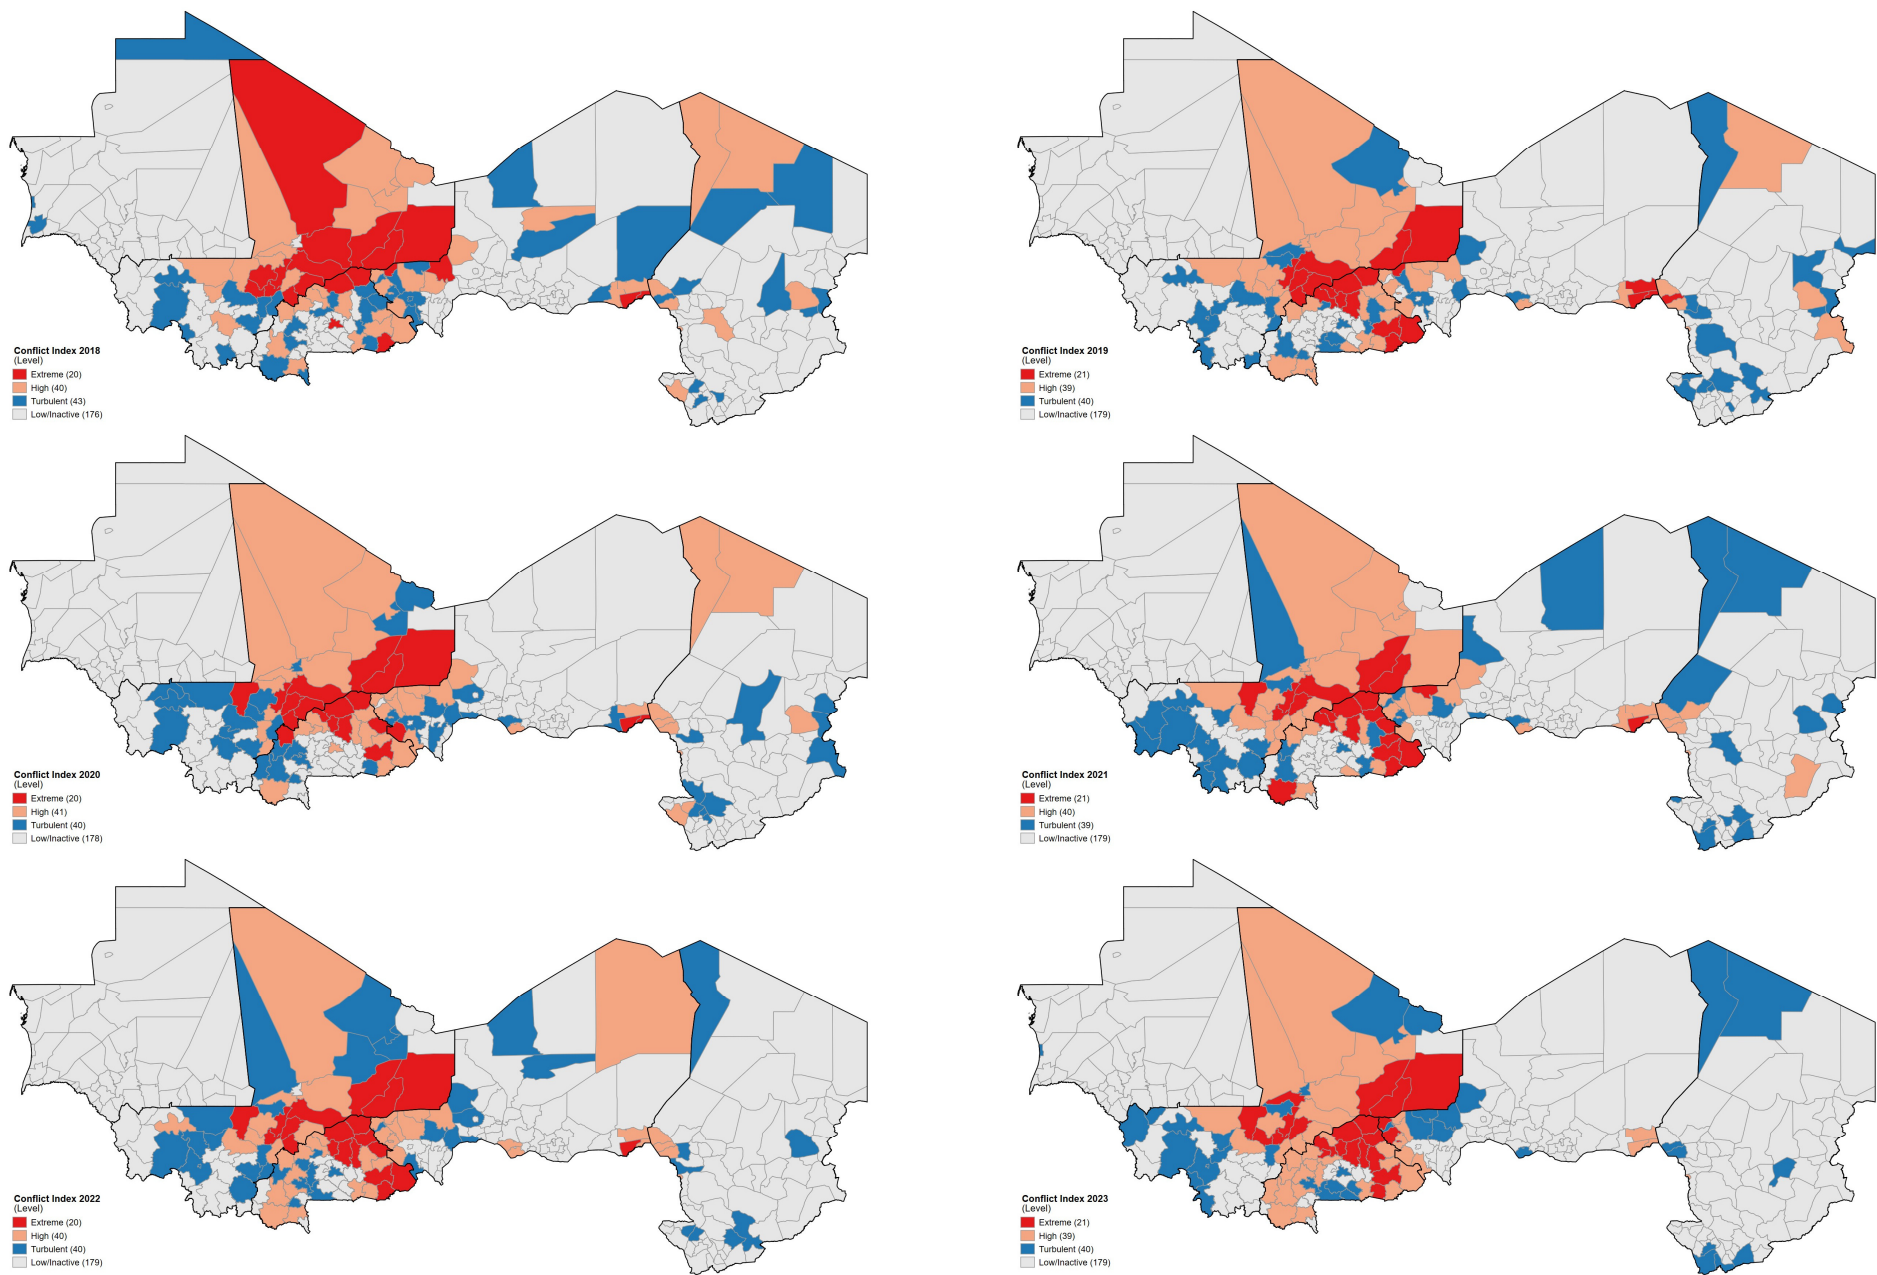 Conflict Index 2018
(Level)
Extreme (20)
High (40)
Turbulent (43)
Low/Inactive (176)
Conflict Index 2019
(Level)
Extreme (21)
High (39)
Turbulent (40)
Low/Inactive (179)
Conflict Index 2020
(Level)
Extreme (20)
High (41)
Turbulent (40)
Low/Inactive (178)
Conflict Index 2021
(Level)
Extreme (21)
High (40)
Turbulent (39)
Low/Inactive (179)
Conflict Index 2022
(Level)
Extreme (20)
High (40)
Turbulent (40)
Low/Inactive (179)
Conflict Index 2023
(Level)
Extreme (21)
High (39)
Turbulent (40)
Low/Inactive (179)